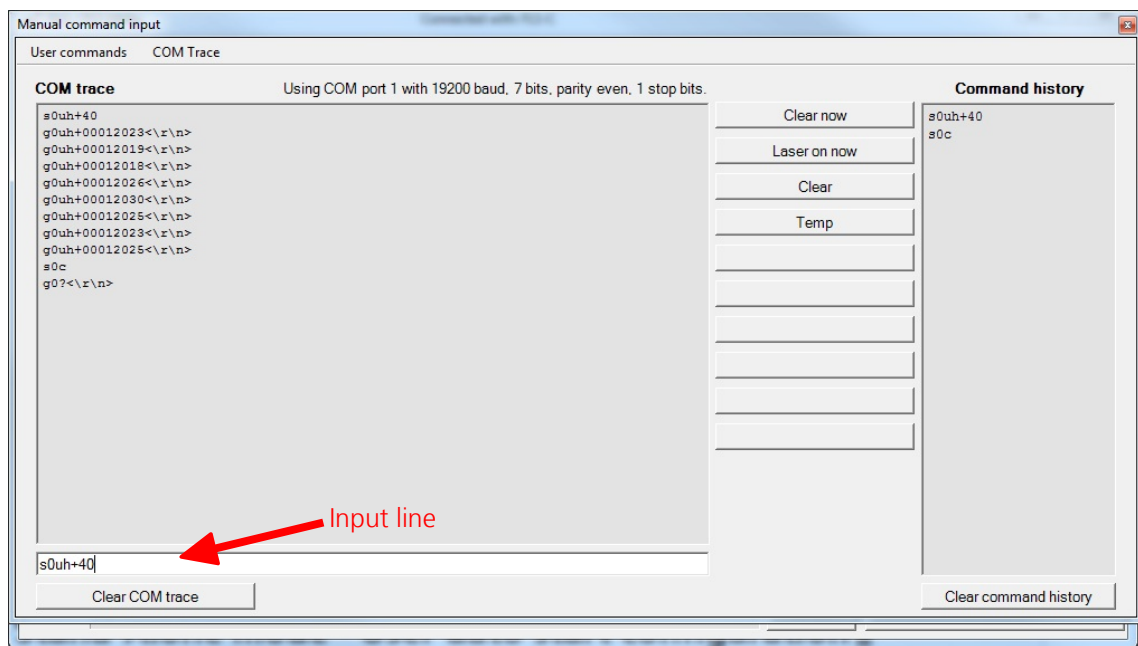 Manual command input
User commands COM Trace
COM trace
Using COM port 1 with 19200 baud, 7 bits, parity even, 1 stop bits.
Command history
s0uh+40
g0uh+00012023<\r\n>
g0uh+00012019<\r\n>
g0uh+00012018<\r\n>
g0uh+00012026<\r\n>
g0uh+00012030<\r\n>
g0uh+00012025<\r\n>
g0uh+00012023<\r\n>
g0uh+00012025<\r\n>
s0c
g0?<\r\n>
Clear now
Laser on now
Clear
Temp
s0uh+40
s0c
Input line
s0uh+40
Clear COM trace
Clear command history